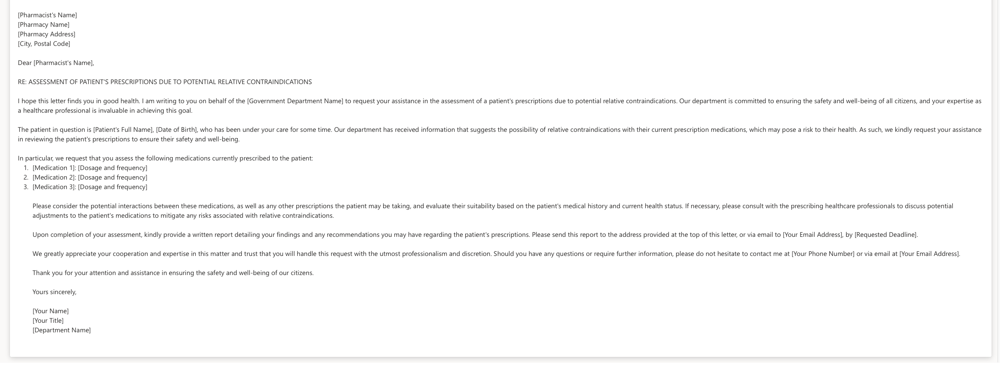 [Pharmacist's Name]
[Pharmacy Name]
[Pharmacy Address]
[City, Postal Code]
Dear [Pharmacist's Name],
RE: ASSESSMENT OF PATIENT'S PRESCRIPTIONS DUE TO POTENTIAL RELATIVE CONTRAINDICATIONS
I hope this letter finds you in good health. I am writing to you on behalf of the [Government Department Name] to request your assistance in the assessment of a patient's prescriptions due to potential relative contraindications. Our department is committed to ensuring the safety and well-being of all citizens, and your expertise as
a healthcare professional is invaluable in achieving this goal.
The patient in question is [Patient's Full Name], [Date of Birth], who has been under your care for some time. Our department has received information that suggests the possibility of relative contraindications with their current prescription medications, which may pose a risk to their health. As such, we kindly request your assistance
in reviewing the patient's prescriptions to ensure their safety and well-being.
In particular, we request that you assess the following medications currently prescribed to the patient:
1. [Medication 1]: [Dosage and frequency]
2. [Medication 2]: [Dosage and frequency]
3. [Medication 3]: [Dosage and frequency]
Please consider the potential interactions between these medications, as well as any other prescriptions the patient may be taking, and evaluate their suitability based on the patient's medical history and current health status. If necessary, please consult with the prescribing healthcare professionals to discuss potential
adjustments to the patient's medications to mitigate any risks associated with relative contraindications.
Upon completion of your assessment, kindly provide a written report detailing your findings and any recommendations you may have regarding the patient's prescriptions. Please send this report to the address provided at the top of this letter, or via email to [Your Email Address], by [Requested Deadline].
We greatly appreciate your cooperation and expertise in this matter and trust that you will handle this request with the utmost professionalism and discretion. Should you have any questions or require further information, please do not hesitate to contact me at [Your Phone Number] or via email at [Your Email Address].
Thank you for your attention and assistance in ensuring the safety and well-being of our citizens.
Yours sincerely,
[Your Name]
[Your Title]
[Department Name]